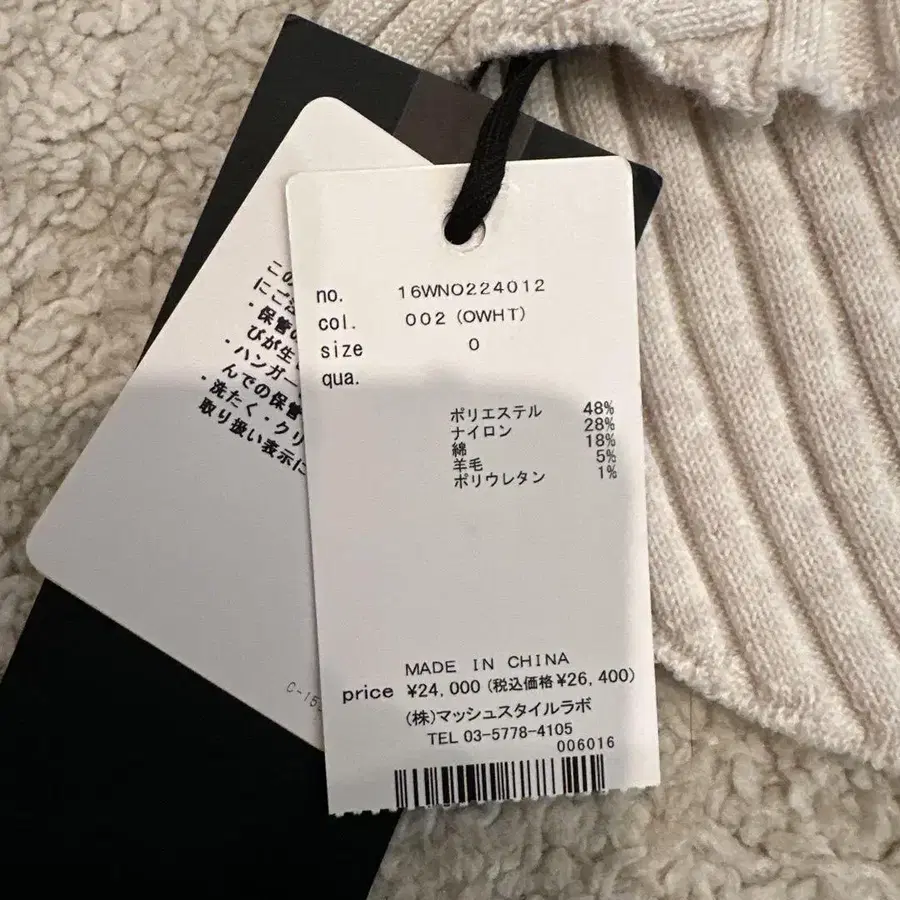 no. 16WNO224012
col. 002 (OWHT)
size 0
qua.
ポリエステル 48%
ナイロン 28%
綿 18%
羊毛 5%
ポリウレタン 1%
MADE IN CHINA
price ¥24,000 (税込価格¥26,400)
(株)マッシュスタイルラボ
TEL 03-5778-4105
006016
この
にご
・保管
びが生
・ハンガー
んでの保管
・洗たく・クリ
取り扱い表示に
C-15